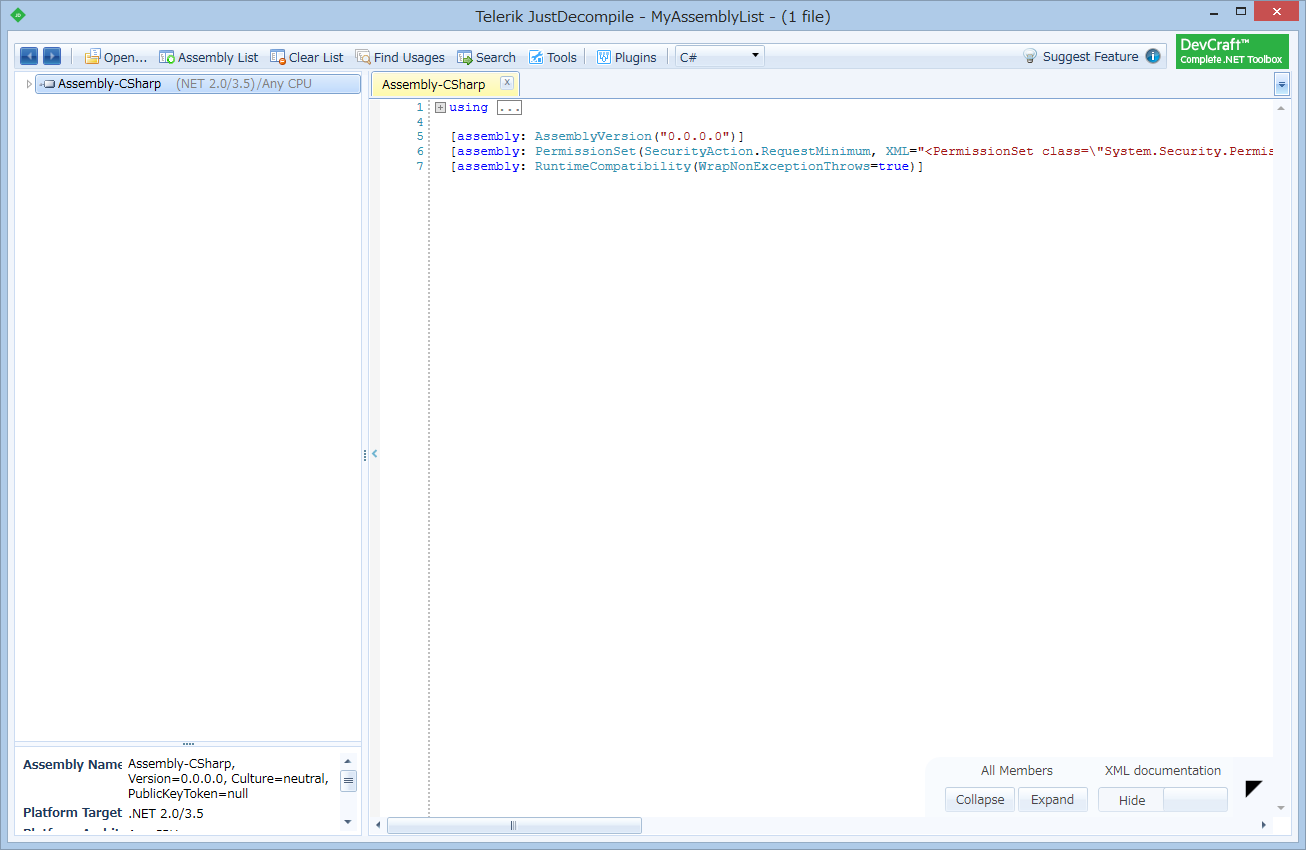 Telerik JustDecompile - MyAssemblyList - (1 file)
Open... Assembly List Clear List Find Usages Search Tools Plugins C# Suggest Feature
DevCraft™
Complete .NET Toolbox
Assembly-CSharp (NET 2.0/3.5) /Any CPU
Assembly-CSharp
1 using ...
4
5 [assembly: AssemblyVersion("0.0.0.0")]
6 [assembly: PermissionSet(SecurityAction.RequestMinimum, XML="<PermissionSet class=\"System.Security.Permis
7 [assembly: RuntimeCompatibility(WrapNonExceptionThrows=true)]
Assembly Name Assembly-CSharp,
Version=0.0.0.0, Culture=neutral,
PublicKeyToken=null
Platform Target .NET 2.0/3.5
All Members XML documentation
Collapse Expand Hide